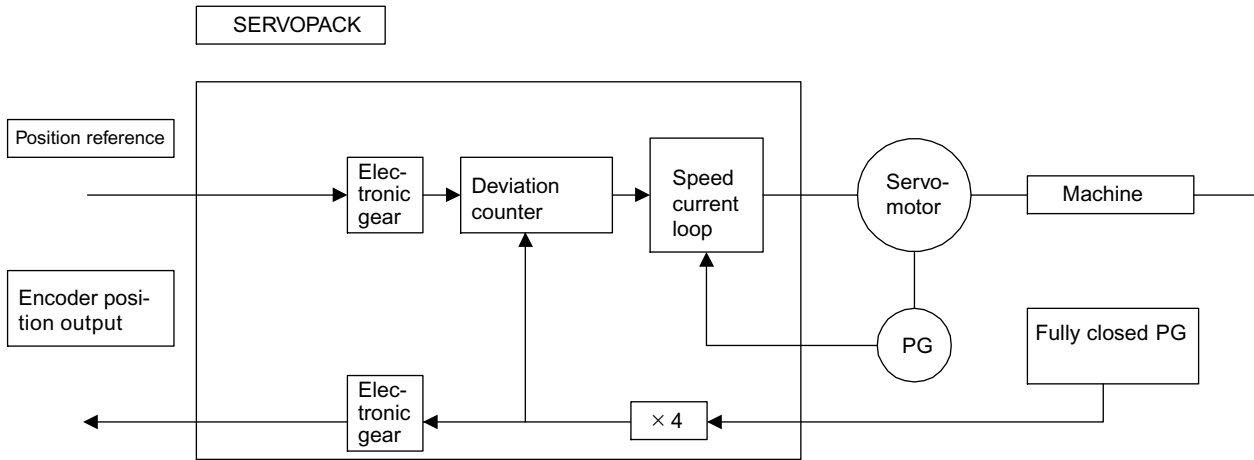 SERVOPACK
Position reference
Elec-
tronic
gear
Deviation
counter
Speed
current
loop
Servo-
motor
Machine
Encoder posi-
tion output
PG
Fully closed PG
Elec-
tronic
gear
× 4